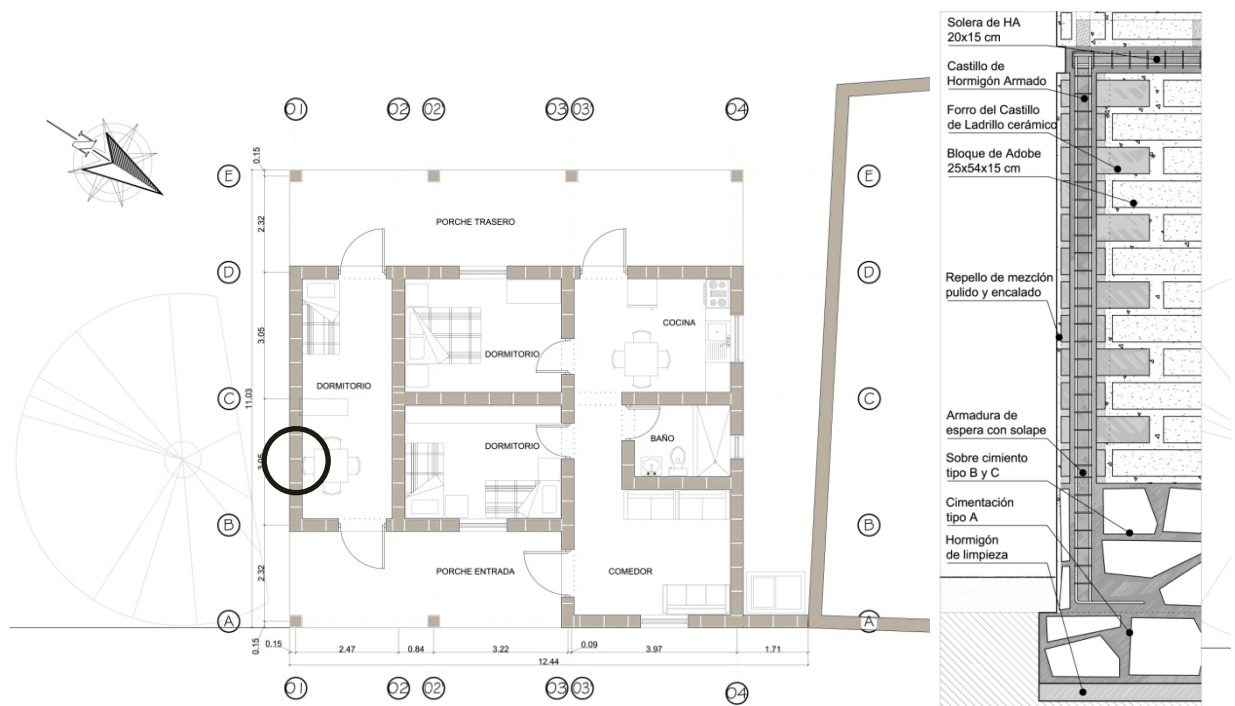 01
02
02
03
03'
04
0.15
E
E
PORCHE TRASERO
2.32
D
D
COCINA
3.05
DORMITORIO
DORMITORIO
11.03
C
C
BAÑO
DORMITORIO
3.05
B
B
PORCHE ENTRADA
COMEDOR
2.32
A
A
0.15
0.15
2.47
0.84
3.22
0.09
3.97
1.71
12.44
01
02
02
03
03'
04
Solera de HA
20x15 cm
Castillo de
Hormigón Armado
Forro del Castillo
de Ladrillo cerámico
Bloque de Adobe
25x54x15 cm
Repello de mezclón
pulido y encalado
Armadura de
espera con solape
Sobre cimiento
tipo B y C
Cimentación
tipo A
Hormigón
de limpieza